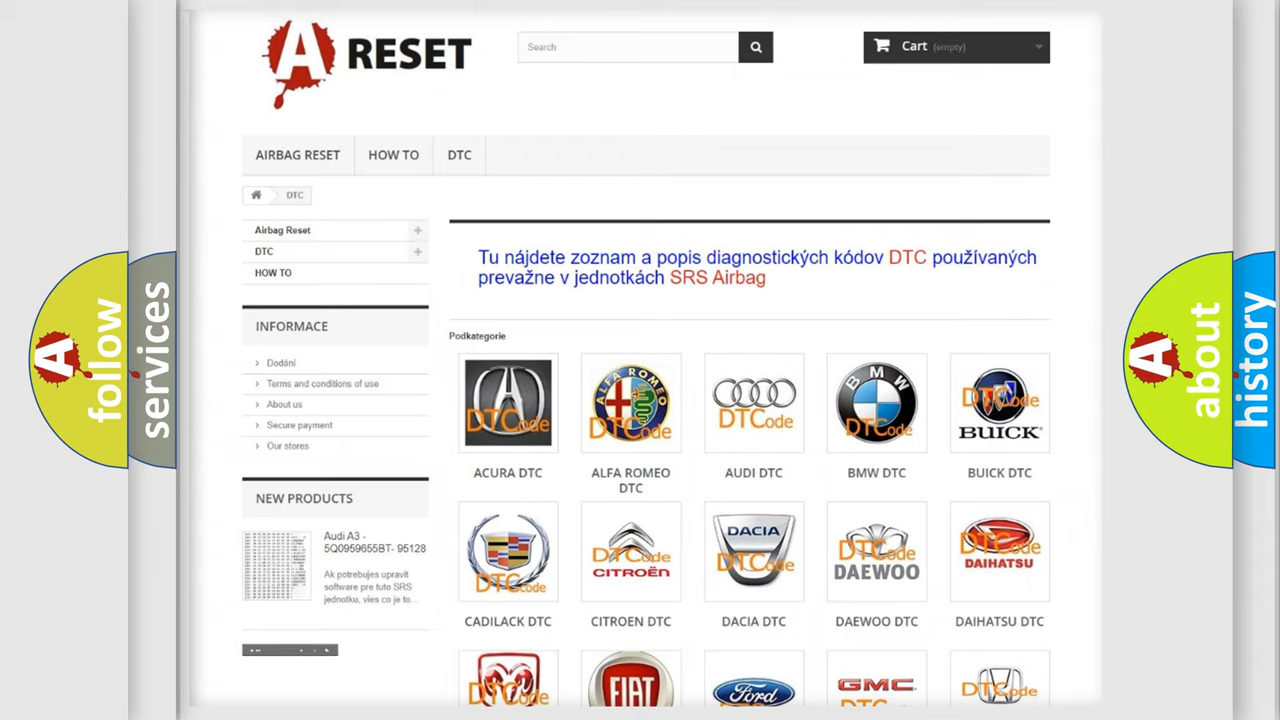 A RESET
Search
Cart (empty)
AIRBAG RESET
HOW TO
DTC
DTC
Airbag Reset
DTC
HOW TO
Tu nájdete zoznam a popis diagnostických kódov DTC používaných
prevažne v jednotkách SRS Airbag
INFORMACE
Dodání
Terms and conditions of use
About us
Secure payment
Our stores
NEW PRODUCTS
Audi A3 -
5Q0959655BT- 95128
Ak potrebujes upravit
software pre tuto SRS
jednotku, vies co je to...
Podkategorie
DTCode
ALFA ROMEO
DTCode
DTCode
BMW
DTCode
DTCode
BUICK
ACURA DTC
ALFA ROMEO
DTC
AUDI DTC
BMW DTC
BUICK DTC
DTCode
DTCode
CITROËN
DACIA
DTCode
DTCode
DAEWOO
DTCode
DAIHATSU
CADILACK DTC
CITROEN DTC
DACIA DTC
DAEWOO DTC
DAIHATSU DTC
DTCode
FIAT
Ford
GMC
DTCode
A
follow
services
A
about
history